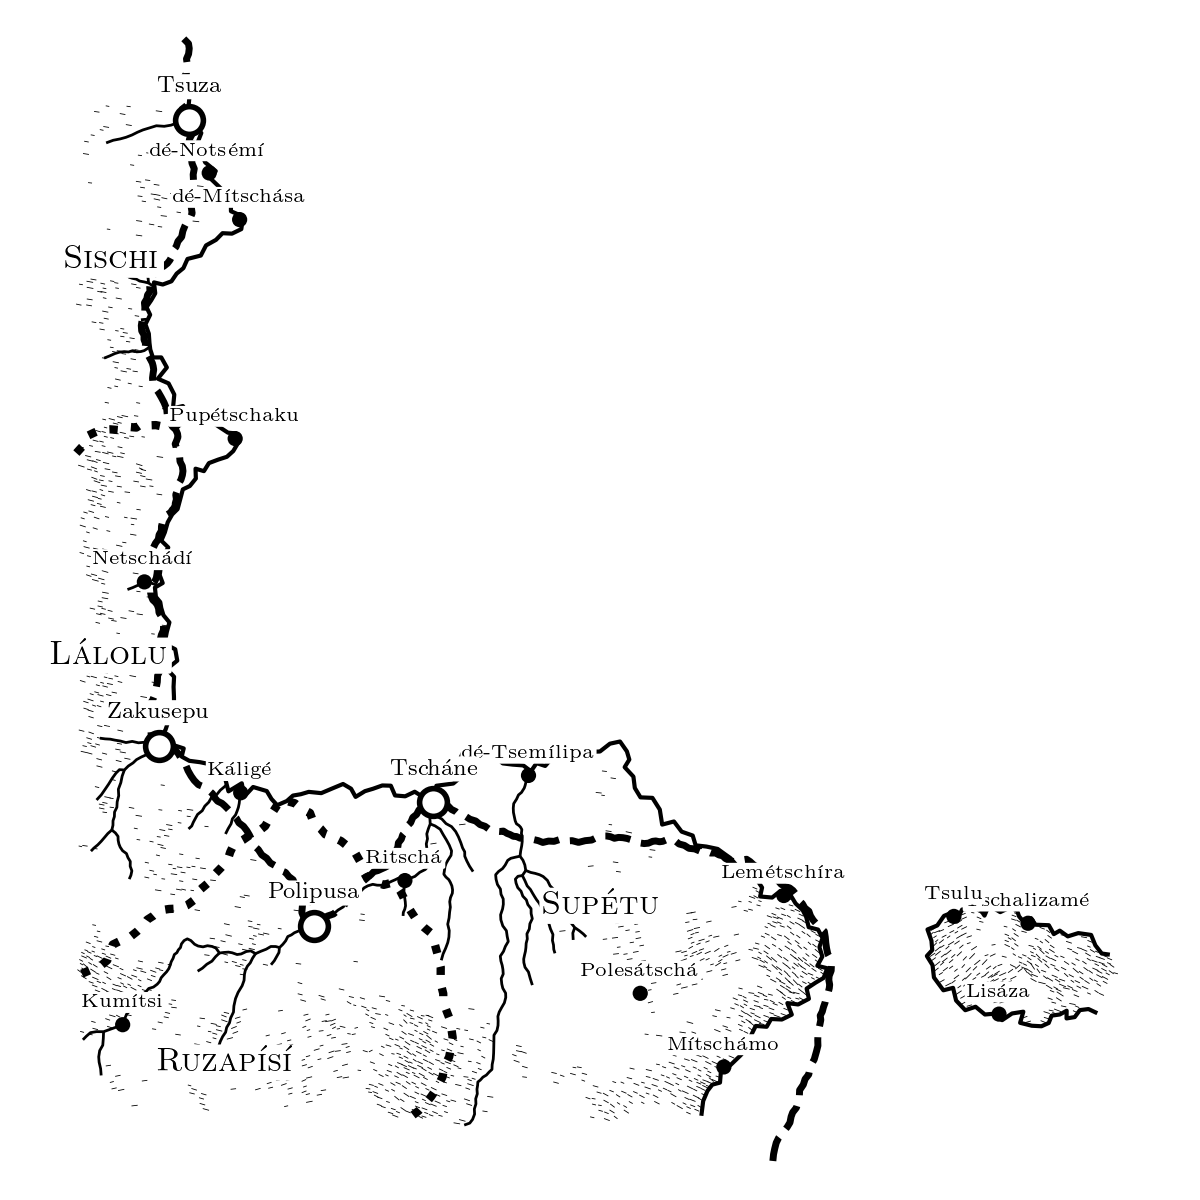 Tsuza
dé-Notsémí
dé-Mítschása
Sischi
Pupétschaku
Netschádí
Lálolu
Zakusepu
dé-Tsemílipa
Káligé
Tscháne
Ritschá
Lemétschíra
Polipusa
Tsulu
schalizamé
Supétu
Polesátschá
Lisáza
Kumítsi
Mítschámo
Ruzapísí